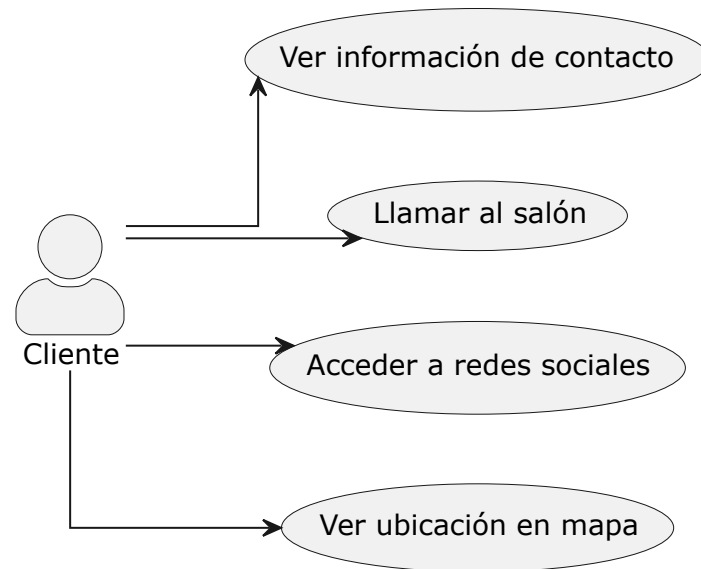 Ver información de contacto
Llamar al salón
Cliente
Acceder a redes sociales
Ver ubicación en mapa